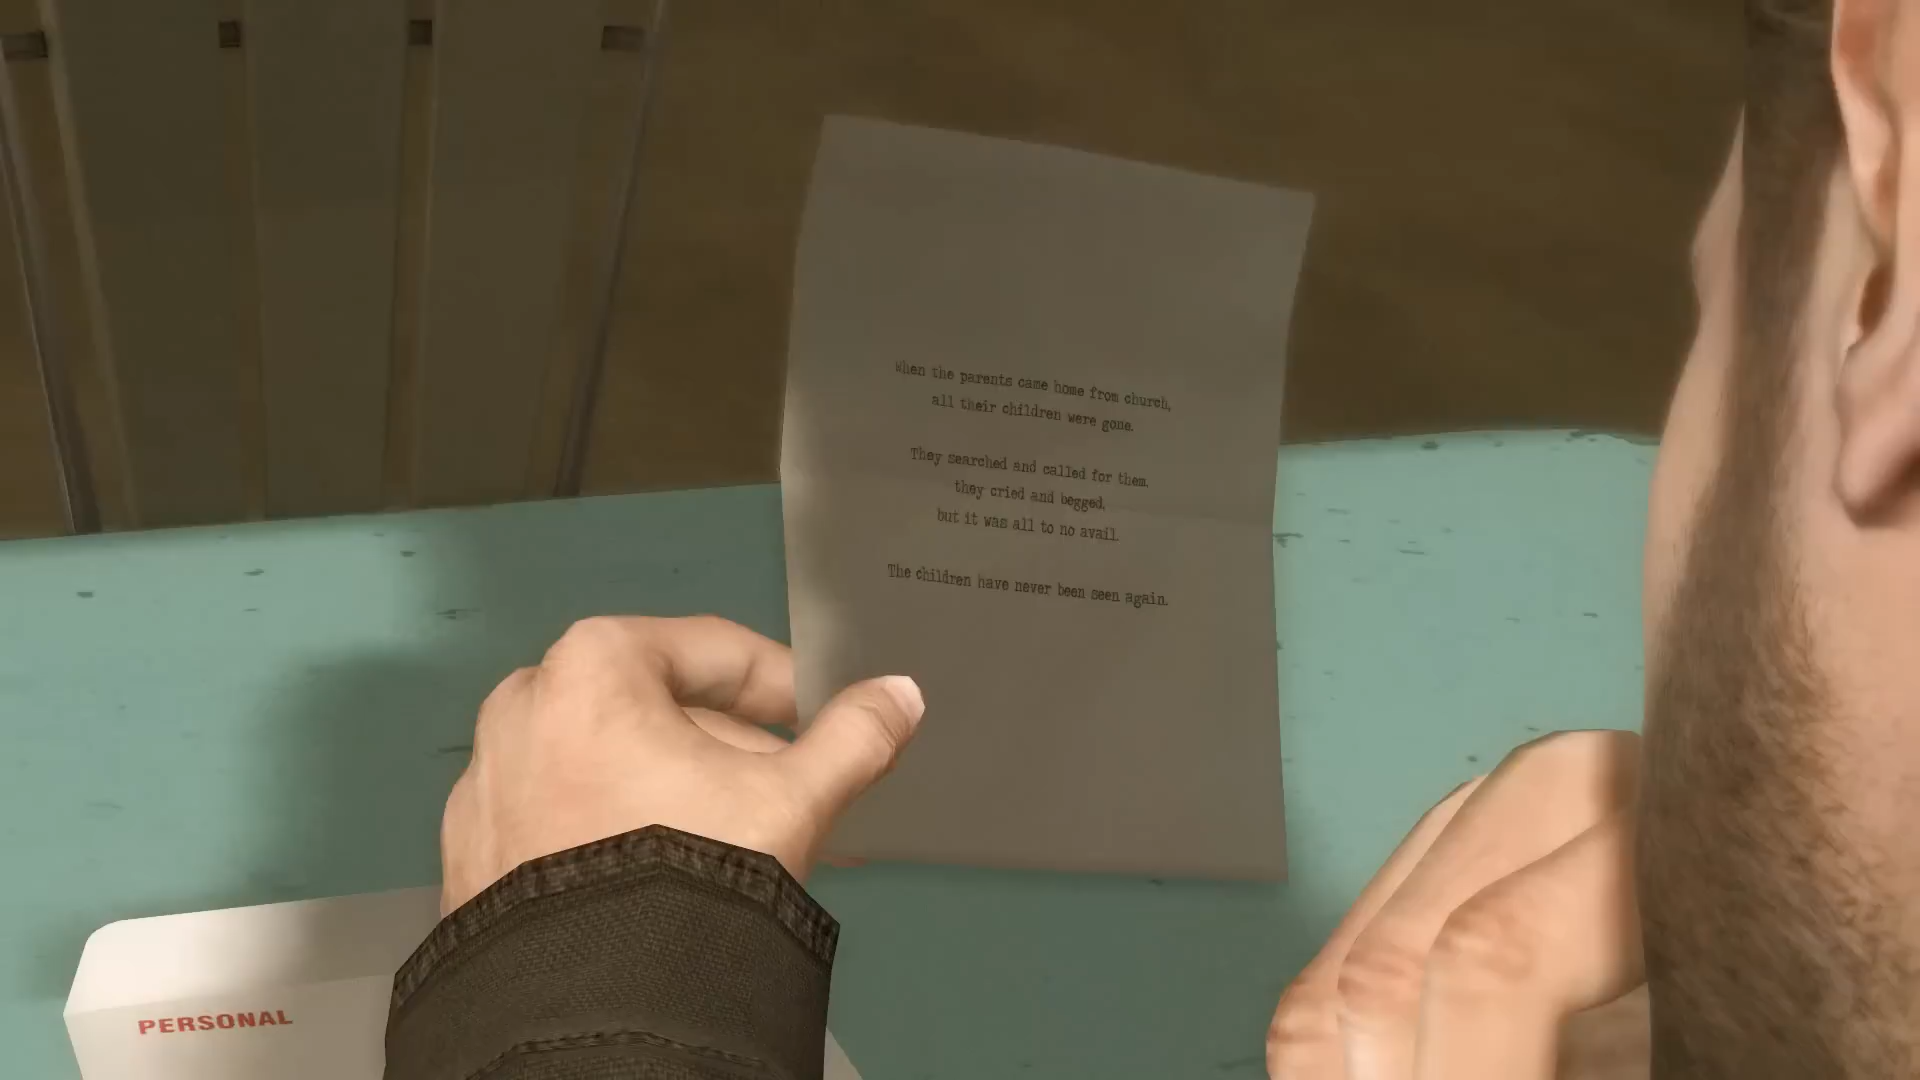 When the parents came home from church,
all their children were gone.
They searched and called for them,
they cried and begged,
but it was all to no avail.
The children have never been seen again.
PERSONAL